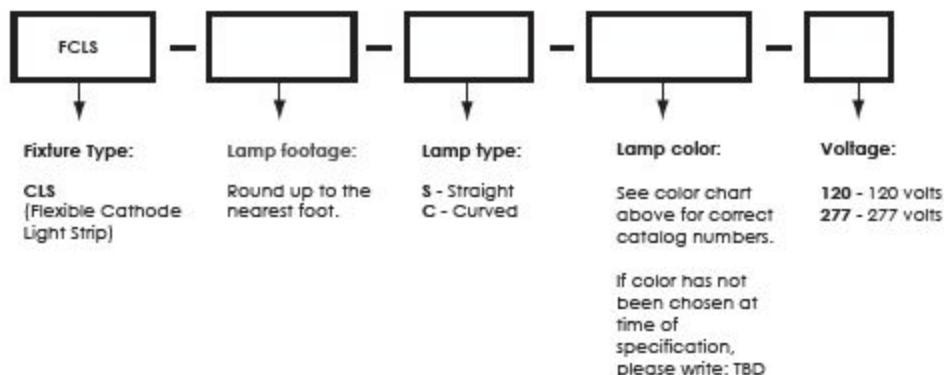 FCLS
Fixture Type:
CLS
(Flexible Cathode
Light Strip)
Lamp footage:
Round up to the
nearest foot.
Lamp type:
S - Straight
C - Curved
Lamp color:
See color chart
above for correct
catalog numbers.
If color has not
been chosen at
time of
specification,
please write: TBD
Voltage:
120 - 120 volts
277 - 277 volts